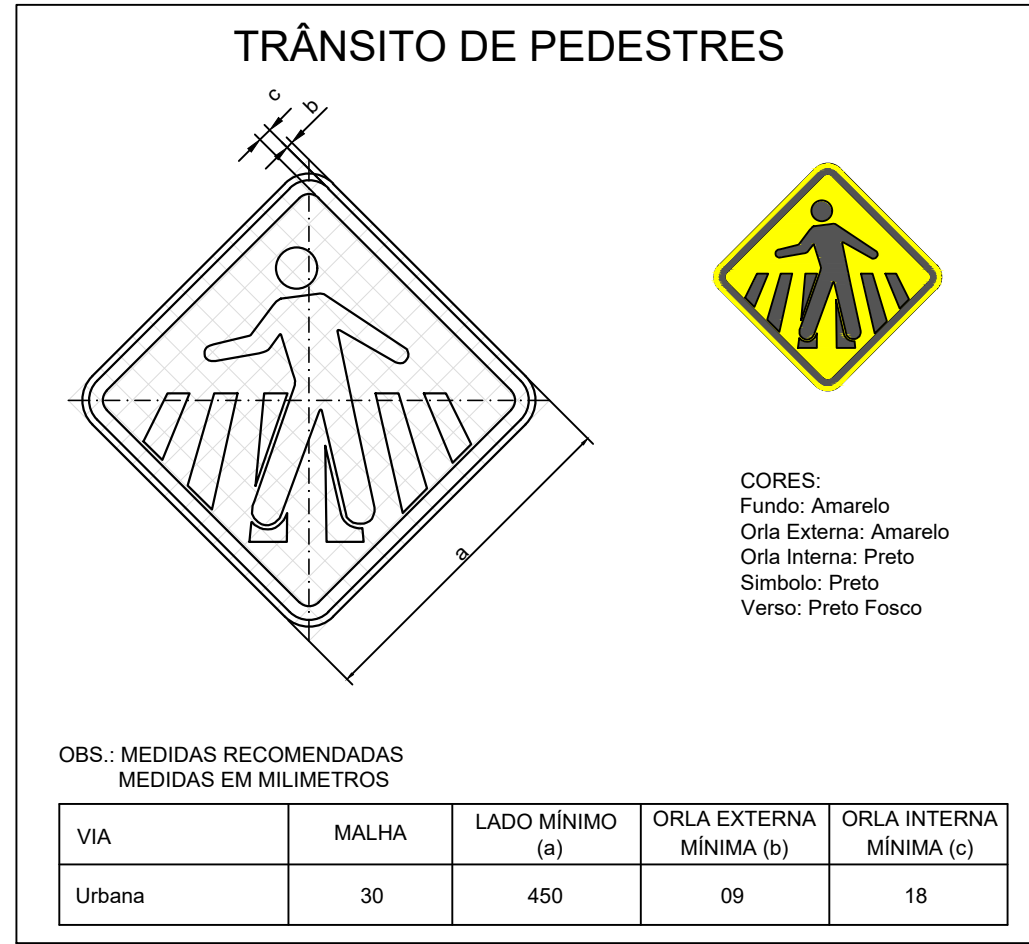 TRÂNSITO DE PEDESTRES
c
b
a
CORES:
Fundo: Amarelo
Orla Externa: Amarelo
Orla Interna: Preto
Simbolo: Preto
Verso: Preto Fosco
OBS.: MEDIDAS RECOMENDADAS
MEDIDAS EM MILIMETROS
VIA MALHA LADO MÍNIMO (a) ORLA EXTERNA MÍNIMA (b) ORLA INTERNA MÍNIMA (c)
Urbana 30 450 09 18